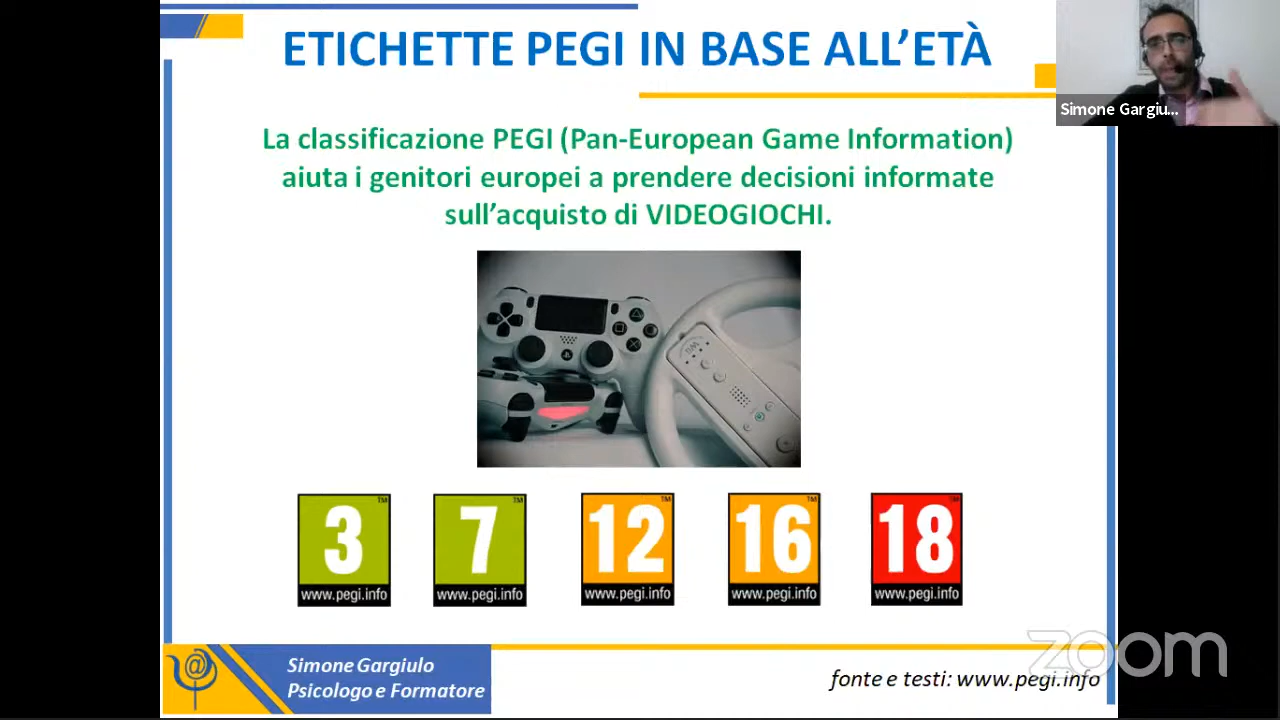 ETICHETTE PEGI IN BASE ALL'ETÀ
Simone Gargiu...
La classificazione PEGI (Pan-European Game Information)
aiuta i genitori europei a prendere decisioni informate
sull'acquisto di VIDEOGIOCHI.
Wii
3
www.pegi.info
7
www.pegi.info
12
www.pegi.info
16
www.pegi.info
18
www.pegi.info
Simone Gargiulo
Psicologo e Formatore
zoom
fonte e testi: www.pegi.info